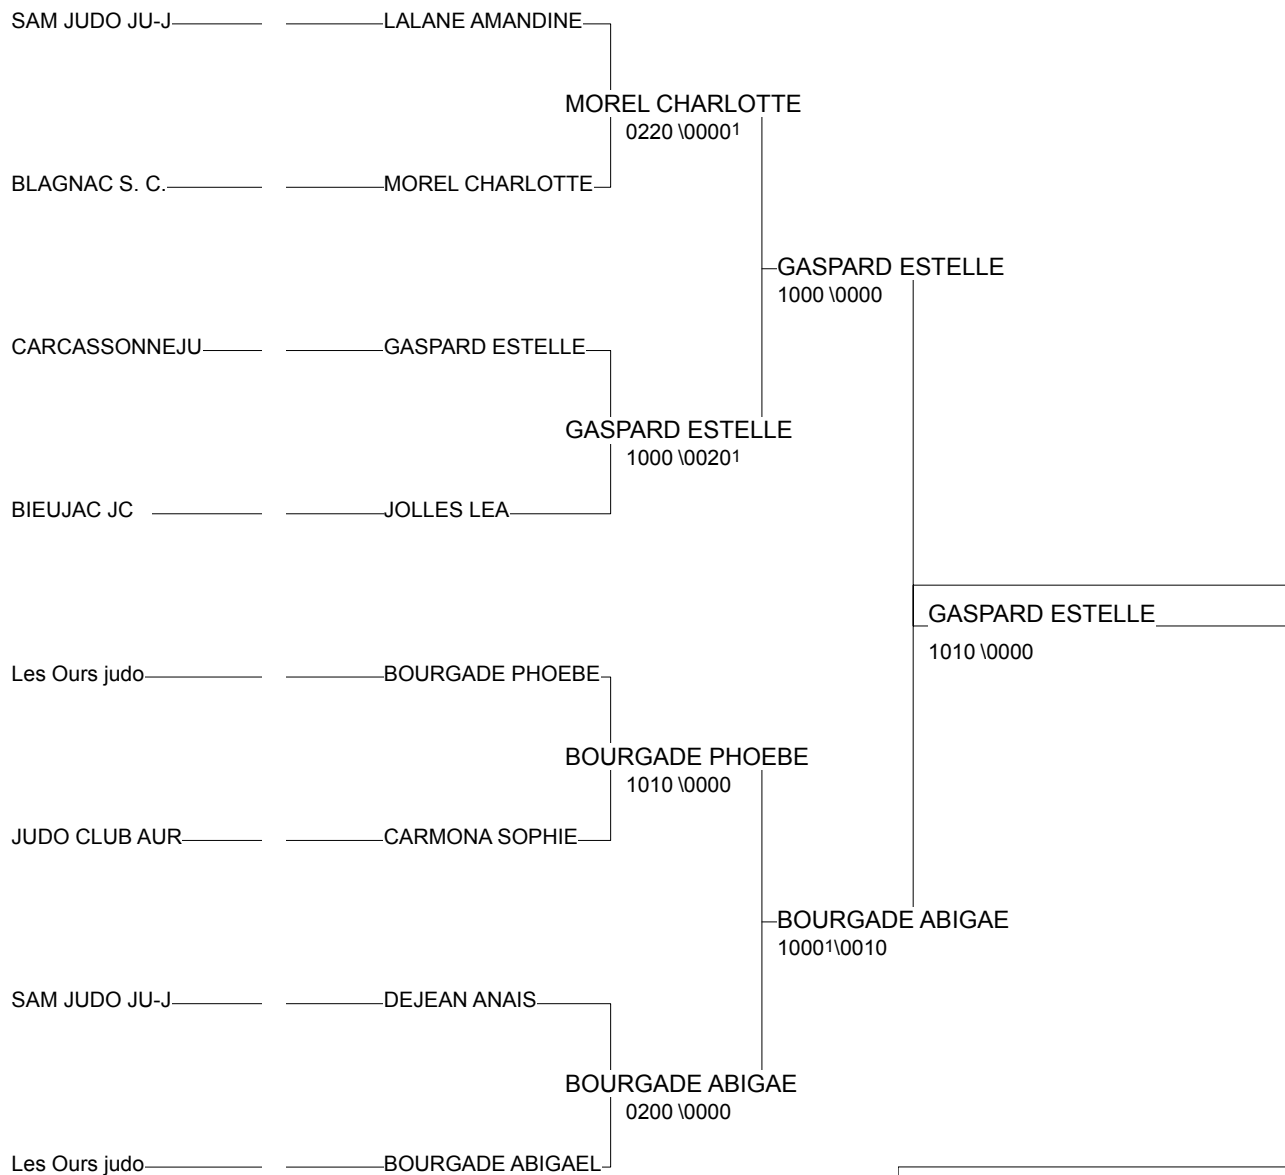 SAM JUDO JU-J LALANE AMANDINE
MOREL CHARLOTTE
0220 \0000¹
BLAGNAC S. C. MOREL CHARLOTTE
GASPARD ESTELLE
1000 \0000
CARCASSONNEJU GASPARD ESTELLE
GASPARD ESTELLE
1000 \0020¹
BIEUJAC JC JOLLES LEA
GASPARD ESTELLE
1010 \0000
Les Ours judo BOURGADE PHOEBE
BOURGADE PHOEBE
1010 \0000
JUDO CLUB AUR CARMONA SOPHIE
BOURGADE ABIGAE
1000¹\0010
SAM JUDO JU-J DEJEAN ANAIS
BOURGADE ABIGAE
0200 \0000
Les Ours judo BOURGADE ABIGAEL